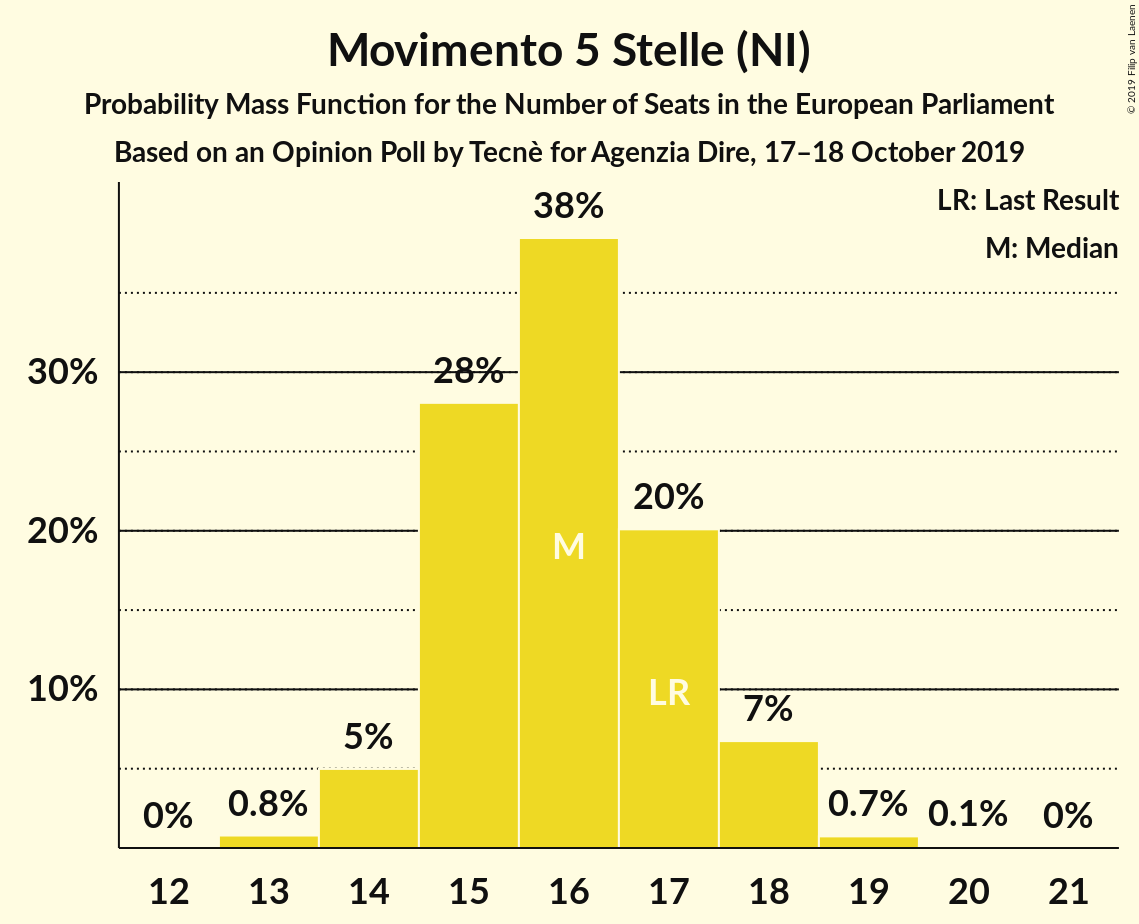 Movimento 5 Stelle (NI)
Probability Mass Function for the Number of Seats in the European Parliament
Based on an Opinion Poll by Tecnè for Agenzia Dire, 17–18 October 2019
© 2019 Filip van Laenen
LR: Last Result
M: Median
38%
30%
28%
20%
20%
M
LR
10%
7%
5%
0.8%
0.7%
0.1%
0%
0%
12 13 14 15 16 17 18 19 20 21